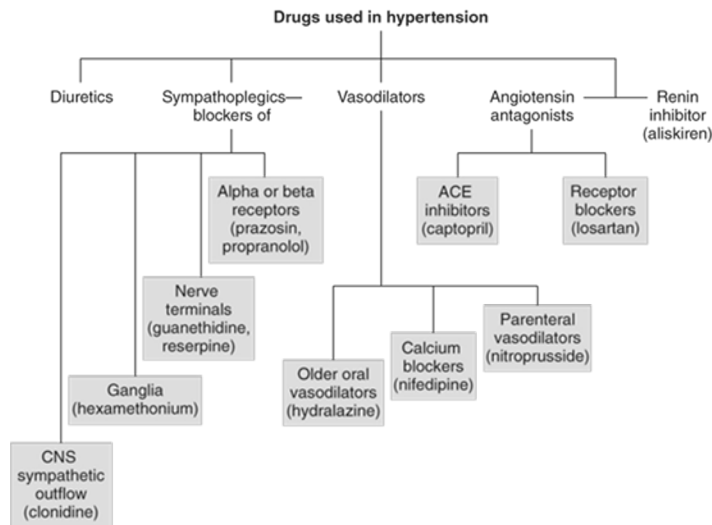 Drugs used in hypertension
Diuretics
Sympathoplegics—
blockers of
Vasodilators
Angiotensin
antagonists
Renin
inhibitor
(aliskiren)
Alpha or beta
receptors
(prazosin,
propranolol)
ACE
inhibitors
(captopril)
Receptor
blockers
(losartan)
Nerve
terminals
(guanethidine,
reserpine)
Parenteral
vasodilators
(nitroprusside)
Calcium
blockers
(nifedipine)
Older oral
vasodilators
(hydralazine)
Ganglia
(hexamethonium)
CNS
sympathetic
outflow
(clonidine)